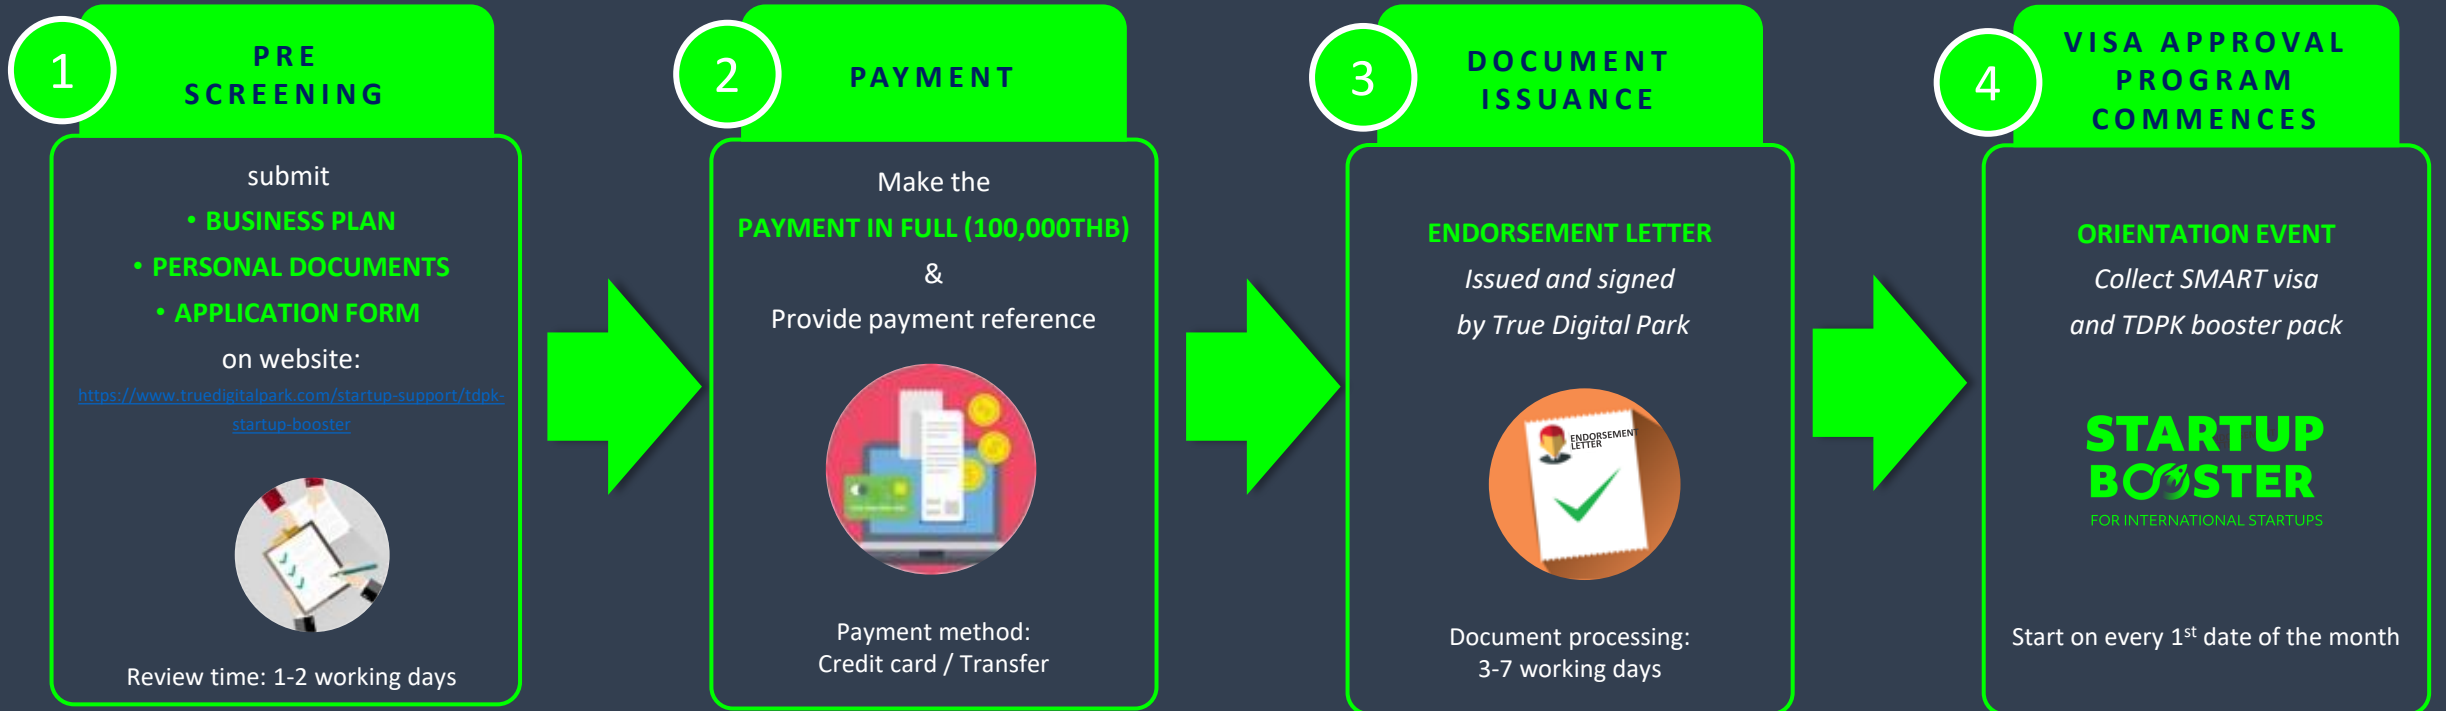 1
PRE
SCREENING
submit
• BUSINESS PLAN
• PERSONAL DOCUMENTS
• APPLICATION FORM
on website:
https://www.truedigitalpark.com/startup-support/tdpk-
startup-booster
Review time: 1-2 working days
2
PAYMENT
Make the
PAYMENT IN FULL (100,000THB)
&
Provide payment reference
Payment method:
Credit card / Transfer
3
DOCUMENT
ISSUANCE
ENDORSEMENT LETTER
Issued and signed
by True Digital Park
ENDORSEMENT
LETTER
Document processing:
3-7 working days
4
VISA APPROVAL
PROGRAM
COMMENCES
ORIENTATION EVENT
Collect SMART visa
and TDPK booster pack
STARTUP
BOOSTER
FOR INTERNATIONAL STARTUPS
Start on every 1st date of the month